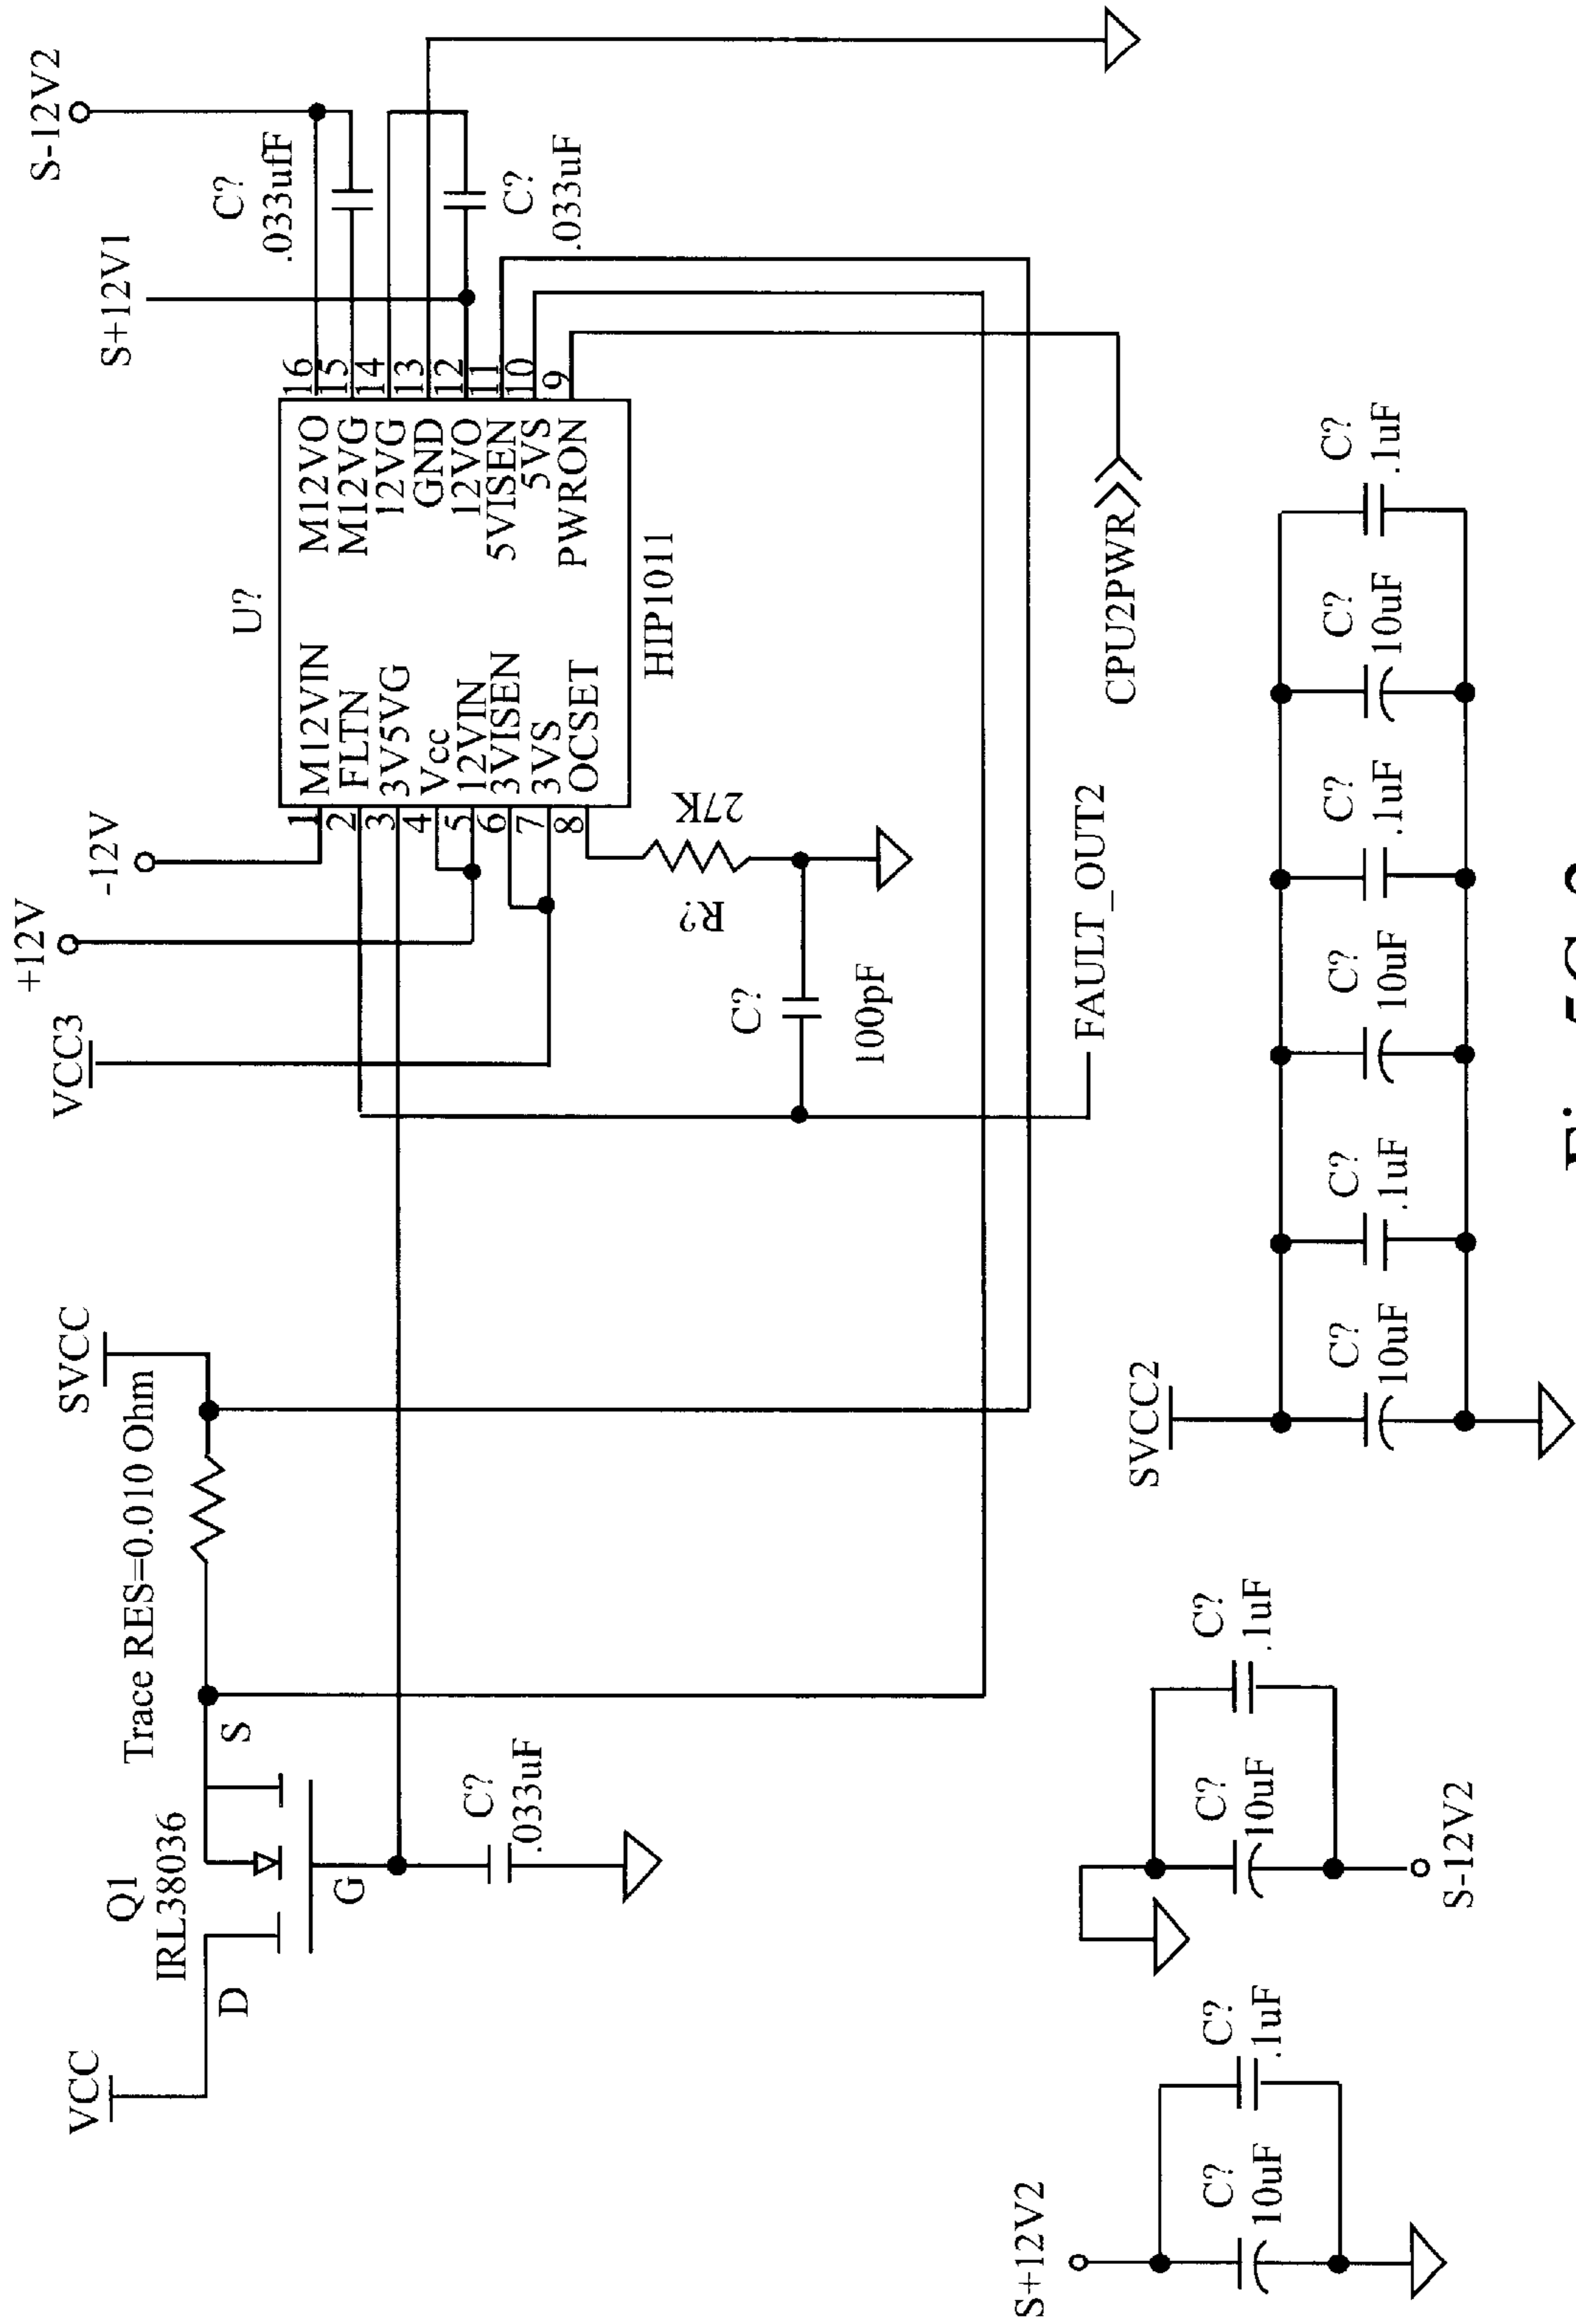 VCC
D
Q1
IRL38036
G
S
Trace RES=0.010 Ohm
SVCC
C?
.033uF
VCC3
+12V
-12V
U?
1 M12VIN
2 FLTN
3 3V5VG
4 Vcc
5 12VIN
6 3VISEN
7 3VS
8 OCSET
M12VO 16
M12VG 15
12VG 14
GND 13
12VO 12
5VISEN 11
5VS 10
PWRON 9
HIP1011
S+12V1
S-12V2
C?
.033ufF
C?
.033uF
R?
27K
C?
100pF
FAULT_OUT2
CPU2PWR
S+12V2
C?
10uF
C?
.1uF
C?
10uF
C?
.1uF
S-12V2
SVCC2
C?
10uF
C?
.1uF
C?
10uF
C?
.1uF
C?
10uF
C?
.1uF